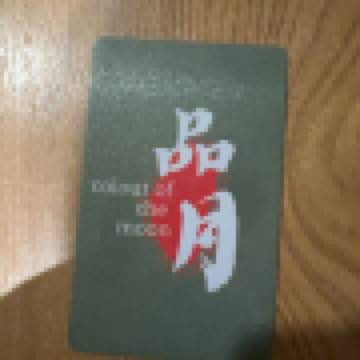 品月
colour of
the
moon